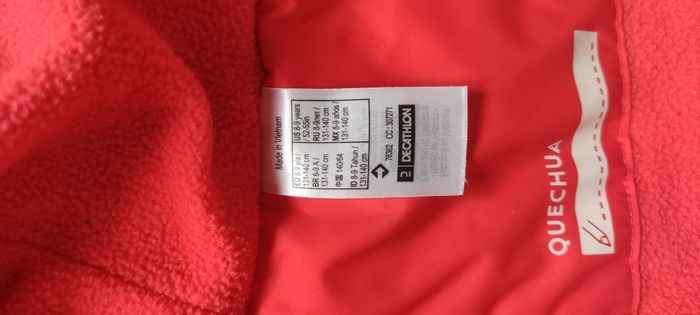 Made in Vietnam
US 8-9 years
/ 52-55in
RU 8-9лет /
131-140 cm
MX 8-9 años /
131-140 cm
EU 8-9 y/a /
131-140 cm
BR 8-9 A /
131-140 cm
中国 140/64
ID 8-9 Tahun /
131-140 cm
76362 CC : 307271
DECATHLON
QUECHUA